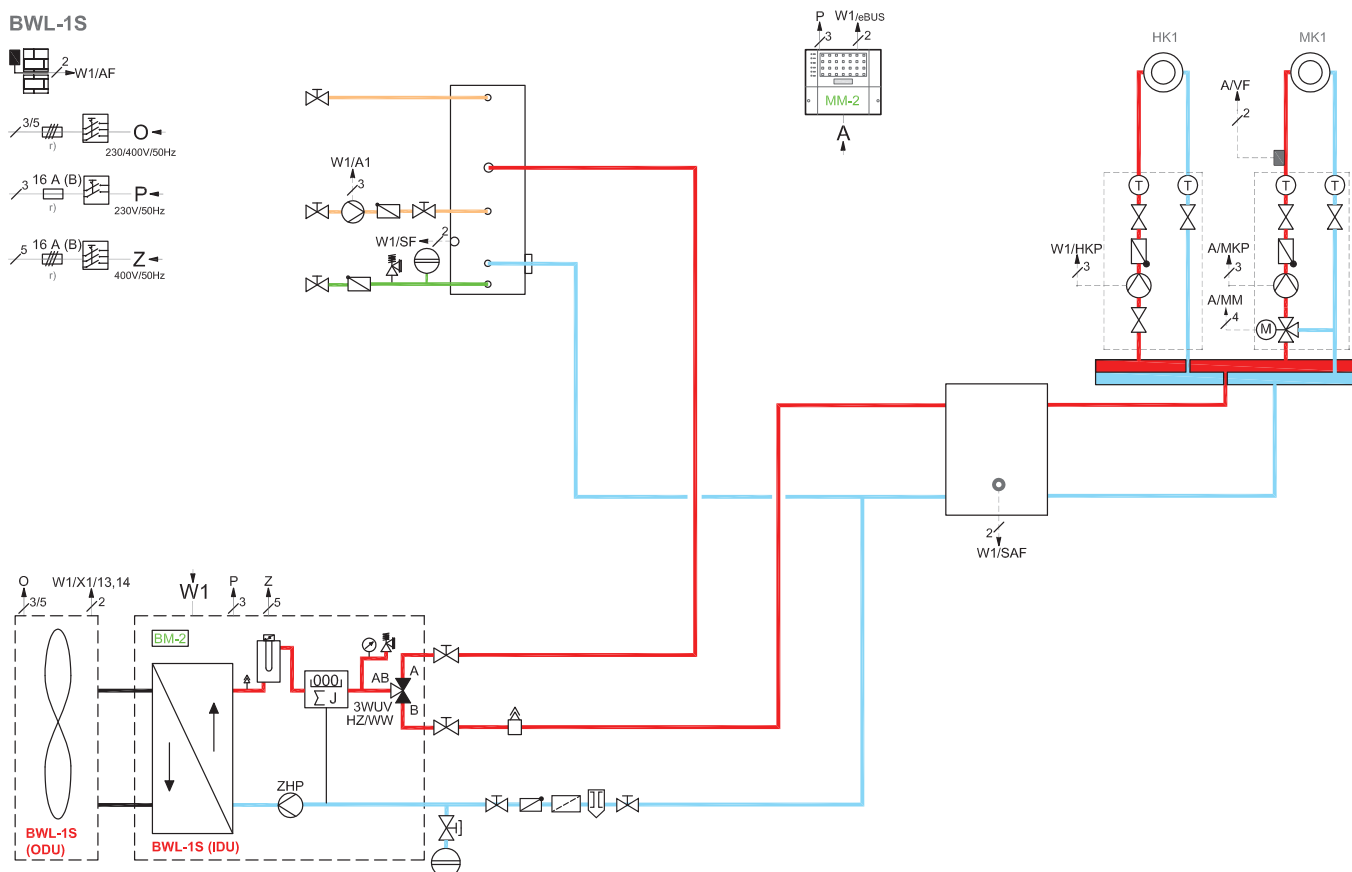 BWL-1S
2
W1/AF
3/5
r)
O
230/400V/50Hz
3
16 A (B)
r)
P
230V/50Hz
5
16 A (B)
r)
Z
400V/50Hz
W1/A1
3
W1/SF
2
P
3
W1/eBUS
2
MM-2
A
HK1
MK1
A/VF
2
T
T
T
T
W1/HKP
3
A/MKP
3
A/MM
4
M
2
W1/SAF
O
3/5
W1/X1/13,14
2
W1
P
3
Z
5
BM-2
000
Σ J
AB
A
B
3WUV
HZ/WW
ZHP
BWL-1S
(ODU)
BWL-1S (IDU)